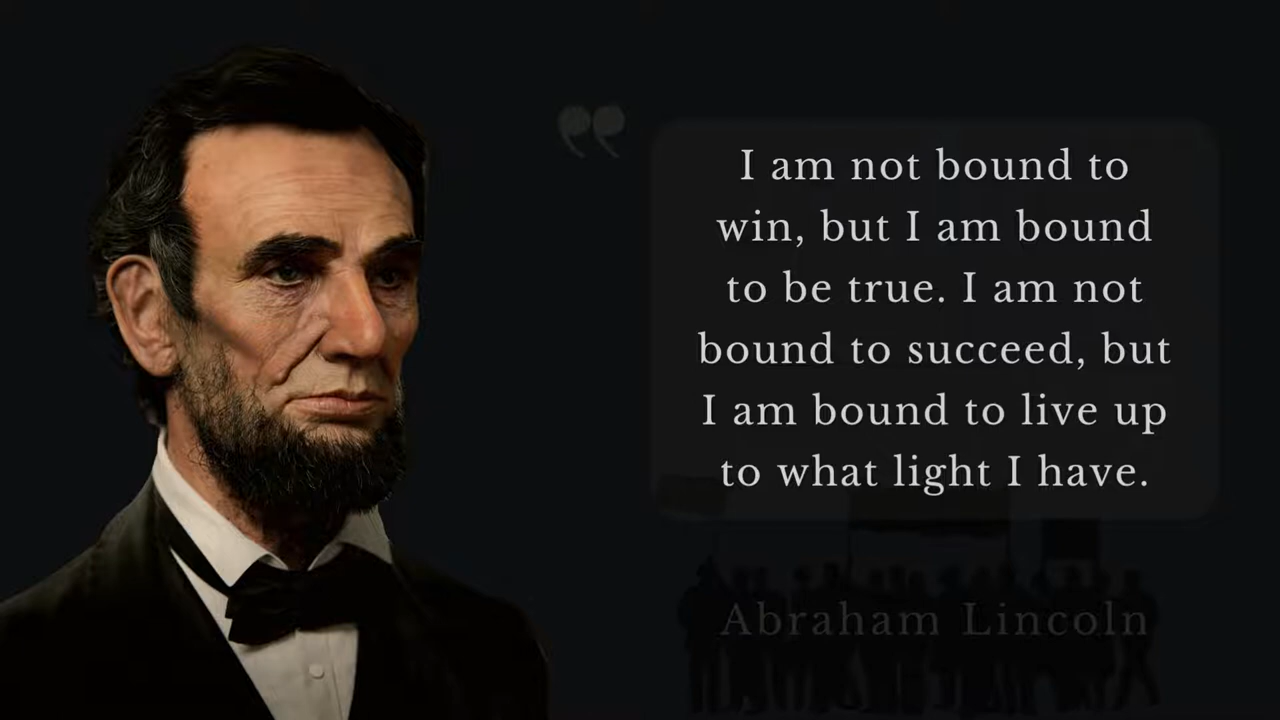 ”
I am not bound to
win, but I am bound
to be true. I am not
bound to succeed, but
I am bound to live up
to what light I have.
Abraham Lincoln